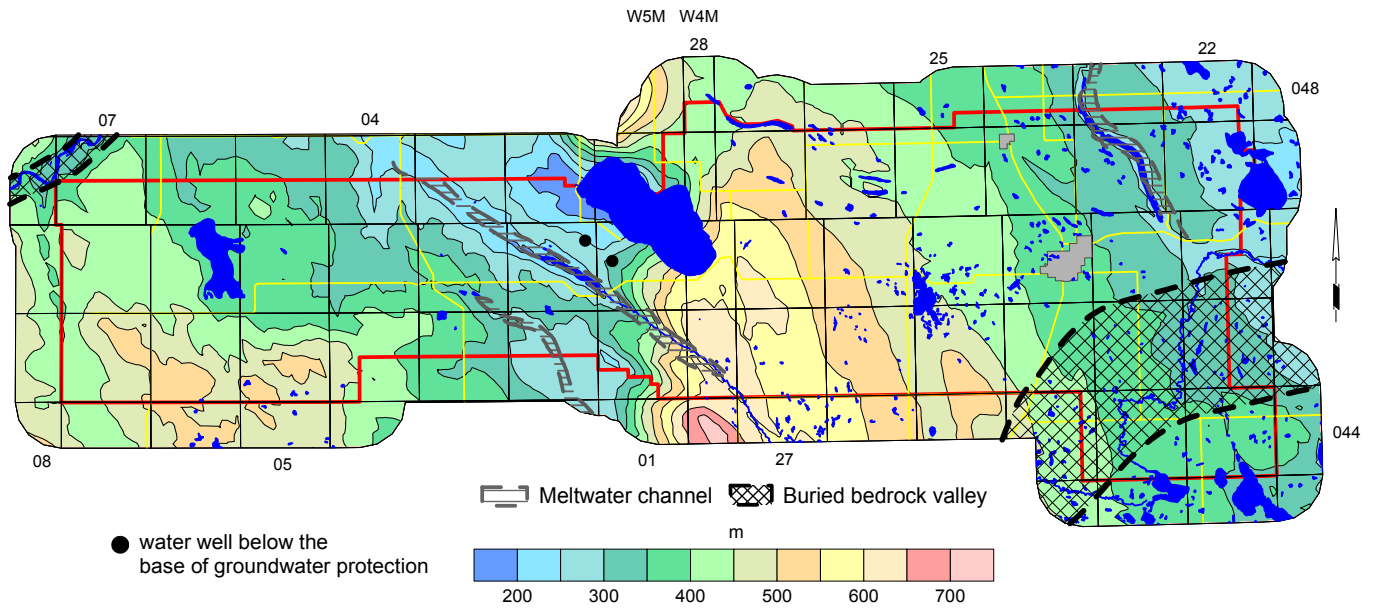 W5M W4M
28
25
22
048
07
04
08
05
01
27
044
Meltwater channel
Buried bedrock valley
m
water well below the
base of groundwater protection
200 300 400 500 600 700